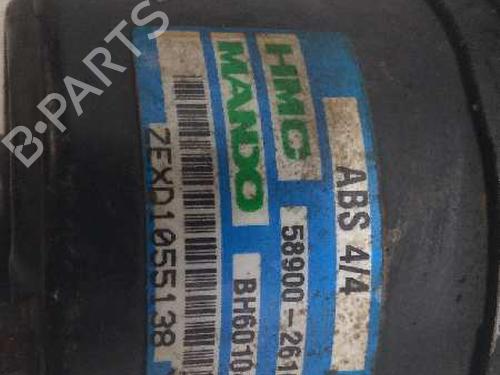 B-PARTS
ABS 4/4
HMC
MANDO
58900-261
BH6010
ZEXD1055138